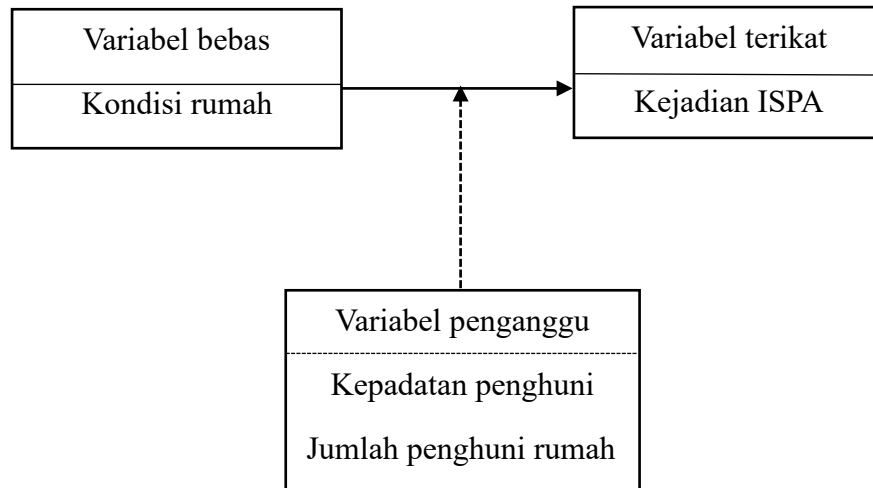 Variabel bebas
Kondisi rumah
Variabel terikat
Kejadian ISPA
Variabel penganggu
Kepadatan penghuni
Jumlah penghuni rumah